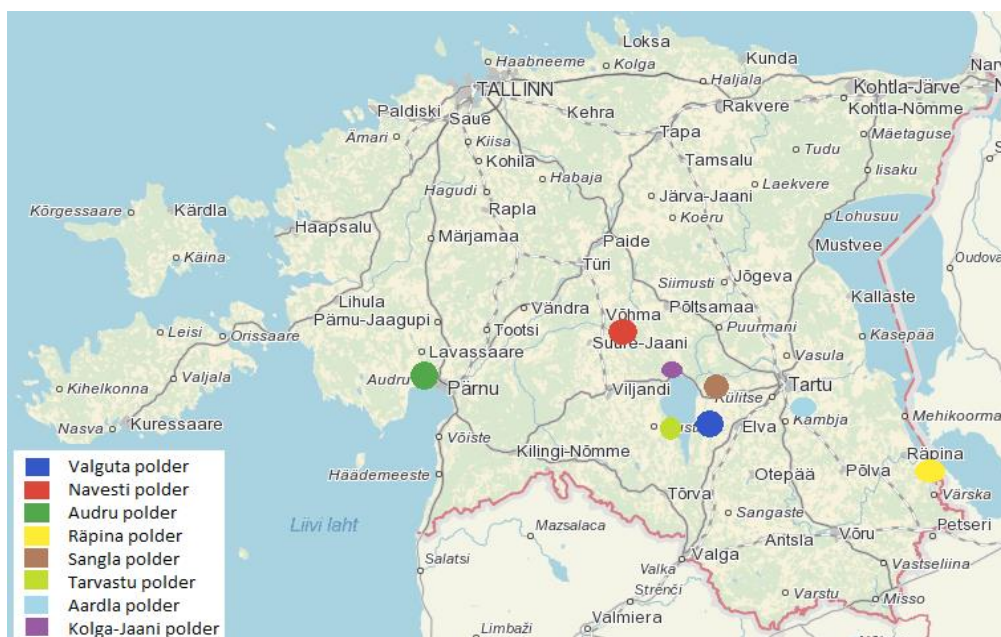 Loksa
Haabneeme
Kolga
Kunda
TALLINN
Haljala
Narv
Kohtla-Järve
N
Paldiski
Saue
Kehra
Rakvere
Kohtla-Nõmme
Ämari
Kiisa
Tapa
Mäetaguse
Kohila
Tamsalu
Tudu
S
Habaja
Iisaku
Hagudi
Laekvere
Järva-Jaani
Kõrgessaare
Kärdla
Rapla
Koeru
Lohusuu
Haapsalu
Märjamaa
Paide
Mustvee
Käina
Türi
Siimusti
Jõgeva
Oudova
Lihula
Vändra
Põltsamaa
Kallaste
Pärnu-Jaagupi
Võhma
Leisi
Orissaare
Tootsi
Puurmani
Kasepää
Suure-Jaani
Lavassaare
Vasula
Kihelkonna
Valjala
Audru
Pärnu
Viljandi
Tartu
Külitse
Nasva
Kuressaare
Mehikoorma
Võiste
Elva
Kambja
Kilingi-Nõmme
Räpina
Häädemeeste
Otepää
Põlva
Värska
Tõrva
Sangaste
Liivi laht
Mazsalaca
Petseri
Antsla
Võru
Salatsi
Valga
Valka
Vastseliina
Strenči
Varstu
Misso
Valmiera
Limbaži
Valguta polder
Navesti polder
Audru polder
Räpina polder
Sangla polder
Tarvastu polder
Aardla polder
Kolga-Jaani polder